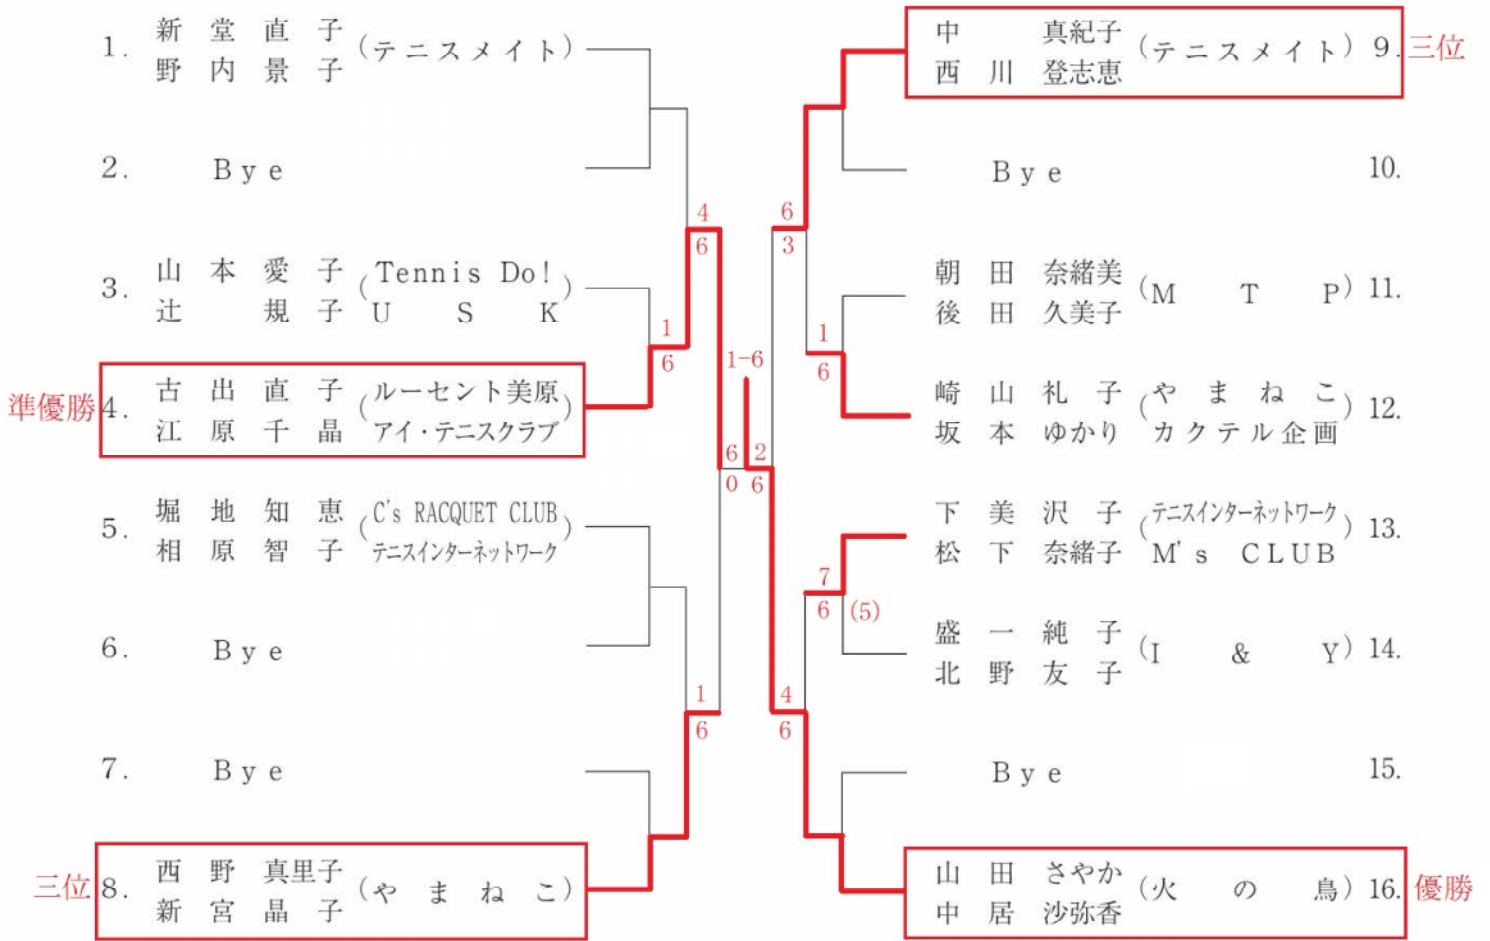 1. 新堂直子 (テニスメイト)
野内景子
2. Bye
3. 山本愛子 (Tennis Do!
辻規子 USK)
準優勝 4. 古出直子 (ルーセント美原
江原千晶 アイ・テニスクラブ)
5. 堀地知恵 (C's RACQUET CLUB
相原智子 テニスインターネットワーク)
6. Bye
7. Bye
三位 8. 西野真里子 (やまねこ)
新宮晶子
4
6
1
6
1
6
6
0
1-6
2
6
6
3
1
6
7
6 (5)
4
6
中真紀子 (テニスメイト) 9. 三位
西川登志恵
Bye 10.
朝田奈緒美 (MTP) 11.
後田久美子
崎山礼子 (やまねこ
坂本ゆかり カクテル企画) 12.
下美沢子 (テニスインターネットワーク
松下奈緒子 M's CLUB) 13.
盛一純子 (I&Y) 14.
北野友子
Bye 15.
山田さやか (火の鳥) 16. 優勝
中居沙弥香